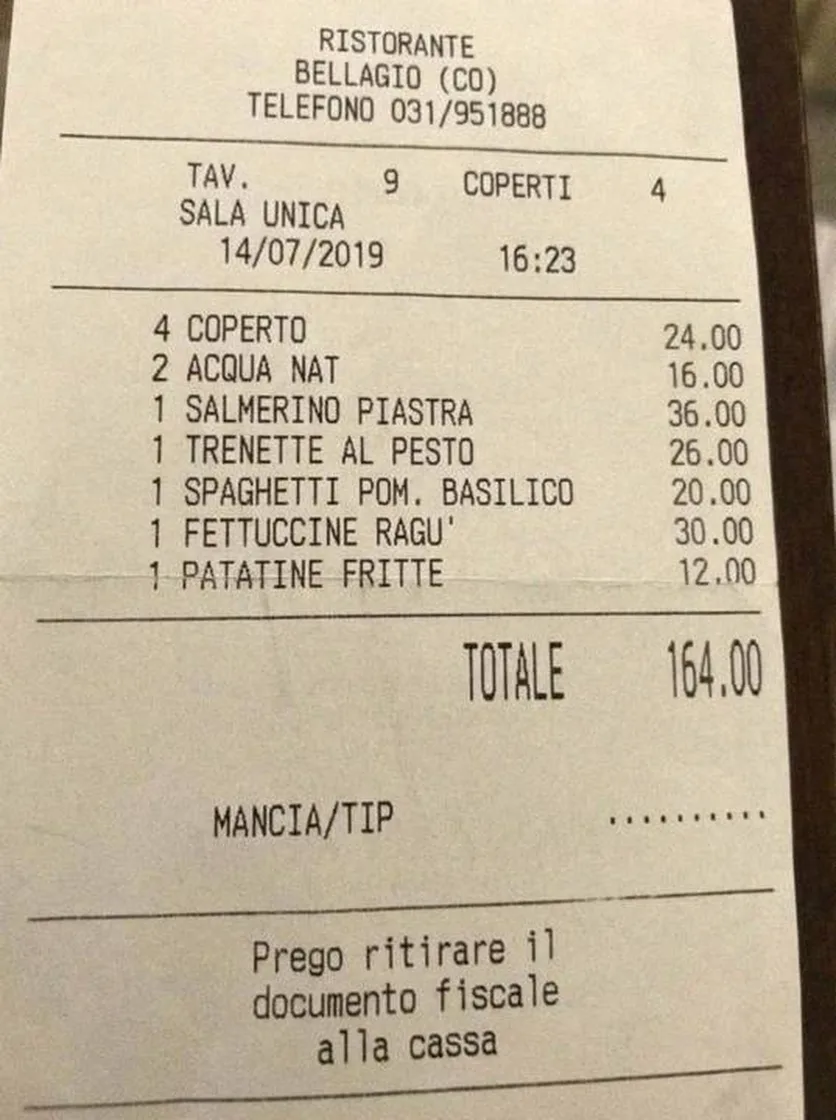 RISTORANTE
BELLAGIO (CO)
TELEFONO 031/951888
TAV. 9 COPERTI 4
SALA UNICA
14/07/2019 16:23
4 COPERTO 24.00
2 ACQUA NAT 16.00
1 SALMERINO PIASTRA 36.00
1 TRENETTE AL PESTO 26.00
1 SPAGHETTI POM. BASILICO 20.00
1 FETTUCCINE RAGU' 30.00
1 PATATINE FRITTE 12.00
TOTALE 164.00
MANCIA/TIP ..........
Prego ritirare il
documento fiscale
alla cassa